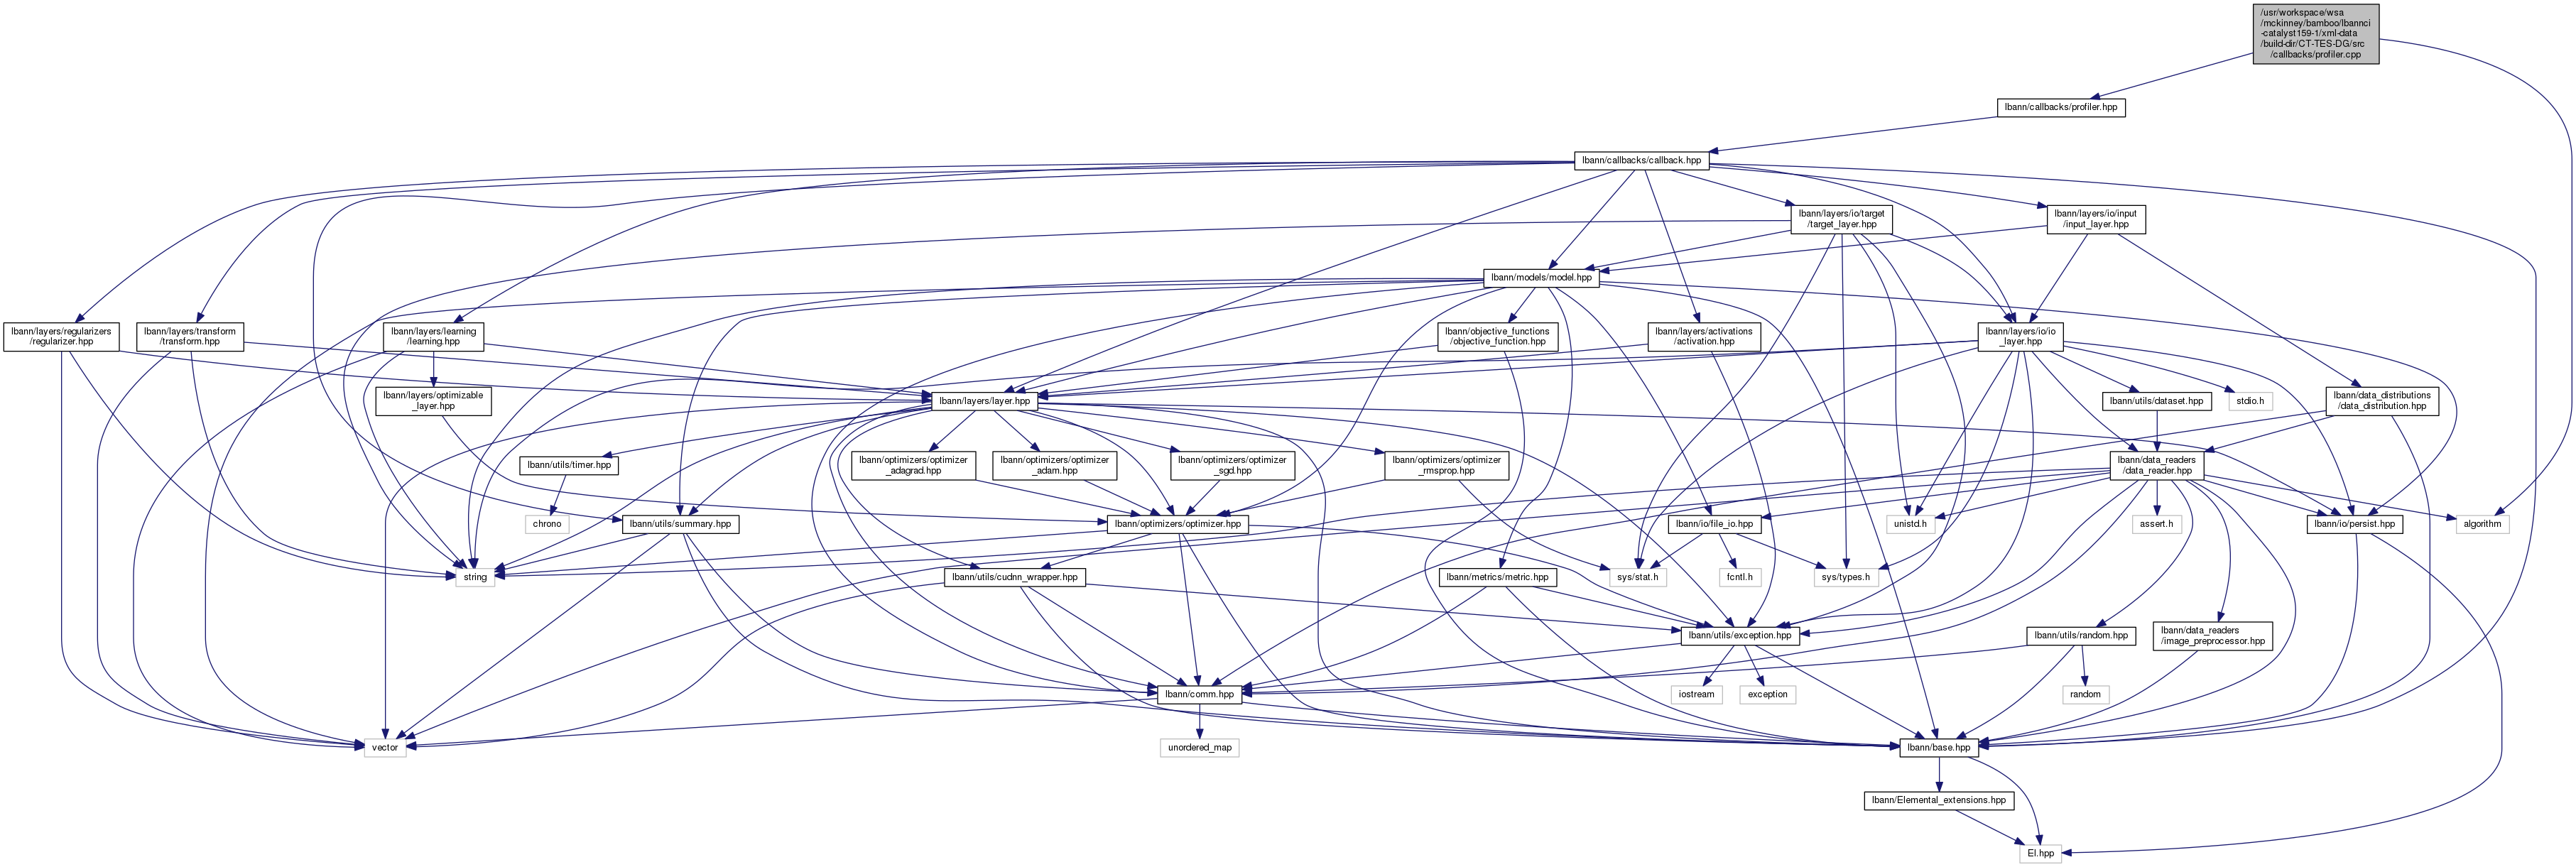 /usr/workspace/wsa
/mckinney/bamboo/lbannci
-catalyst159-1/xml-data
/build-dir/CT-TES-DG/src
/callbacks/profiler.cpp
lbann/callbacks/profiler.hpp
lbann/callbacks/callback.hpp
lbann/layers/io/target
/target_layer.hpp
lbann/layers/io/input
/input_layer.hpp
lbann/models/model.hpp
lbann/layers/regularizers
/regularizer.hpp
lbann/layers/transform
/transform.hpp
lbann/layers/learning
/learning.hpp
lbann/objective_functions
/objective_function.hpp
lbann/layers/activations
/activation.hpp
lbann/layers/io/io
_layer.hpp
lbann/layers/optimizable
_layer.hpp
lbann/layers/layer.hpp
lbann/utils/dataset.hpp
stdio.h
lbann/data_distributions
/data_distribution.hpp
lbann/utils/timer.hpp
lbann/optimizers/optimizer
_adagrad.hpp
lbann/optimizers/optimizer
_adam.hpp
lbann/optimizers/optimizer
_sgd.hpp
lbann/optimizers/optimizer
_rmsprop.hpp
lbann/data_readers
/data_reader.hpp
chrono
lbann/utils/summary.hpp
lbann/optimizers/optimizer.hpp
lbann/io/file_io.hpp
unistd.h
assert.h
lbann/io/persist.hpp
algorithm
string
lbann/utils/cudnn_wrapper.hpp
lbann/metrics/metric.hpp
sys/stat.h
fcntl.h
sys/types.h
lbann/utils/exception.hpp
lbann/utils/random.hpp
lbann/data_readers
/image_preprocessor.hpp
lbann/comm.hpp
iostream
exception
random
vector
unordered_map
lbann/base.hpp
lbann/Elemental_extensions.hpp
El.hpp